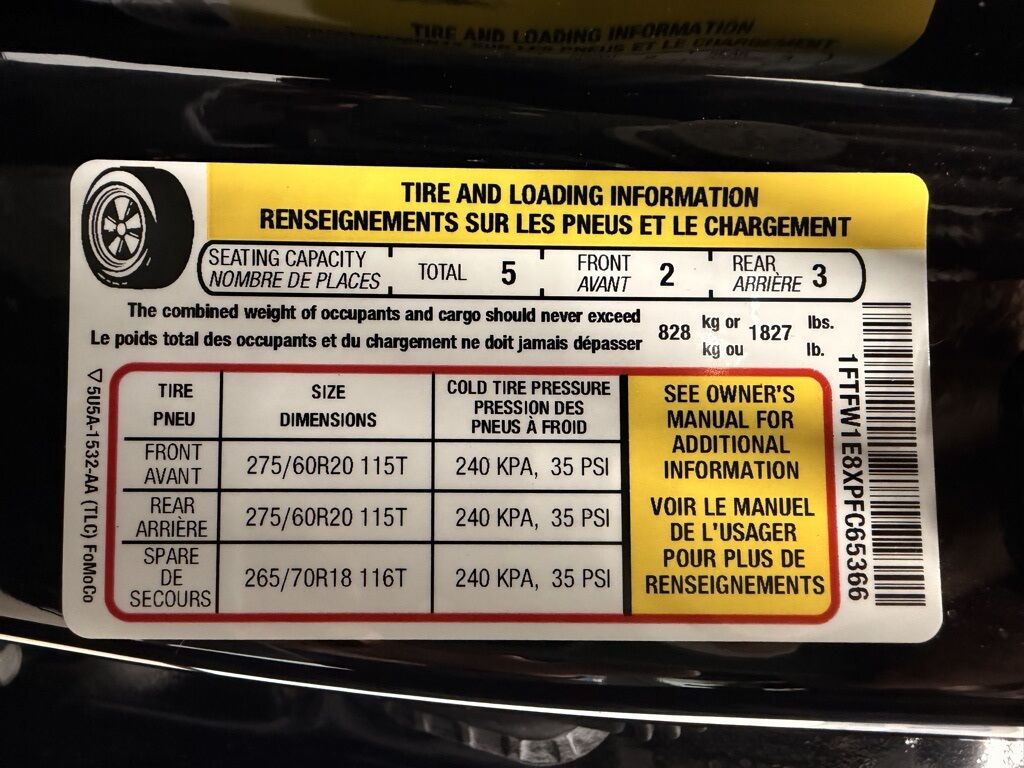 TIRE AND LOADING INFORMATION
TIRE AND LOADING INFORMATION
RENSEIGNEMENTS SUR LES PNEUS ET LE CHARGEMENT
SEATING CAPACITY
NOMBRE DE PLACES
TOTAL 5
FRONT
AVANT
2
REAR
ARRIÈRE
3
The combined weight of occupants and cargo should never exceed
Le poids total des occupants et du chargement ne doit jamais dépasser
828 kg or 1827 lbs.
kg ou lb.
TIRE SIZE COLD TIRE PRESSURE
PNEU DIMENSIONS PRESSION DES
PNEUS À FROID
FRONT
AVANT
275/60R20 115T 240 KPA, 35 PSI
REAR
ARRIÈRE
275/60R20 115T 240 KPA, 35 PSI
SPARE
DE
SECOURS
265/70R18 116T 240 KPA, 35 PSI
SEE OWNER'S
MANUAL FOR
ADDITIONAL
INFORMATION
VOIR LE MANUEL
DE L'USAGER
POUR PLUS DE
RENSEIGNEMENTS
1FTFW1E8XPFC65366
5U5A-1532-AA (TLC) FoMoCo